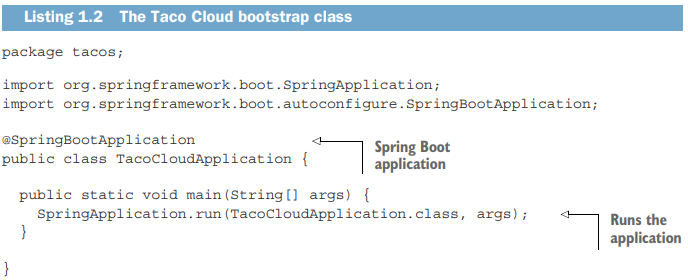 Listing 1.2 The Taco Cloud bootstrap class
package tacos;
import org.springframework.boot.SpringApplication;
import org.springframework.boot.autoconfigure.SpringBootApplication;
@SpringBootApplication
public class TacoCloudApplication {
Spring Boot
application
public static void main(String[] args) {
SpringApplication.run(TacoCloudApplication.class, args);
}
Runs the
application
}